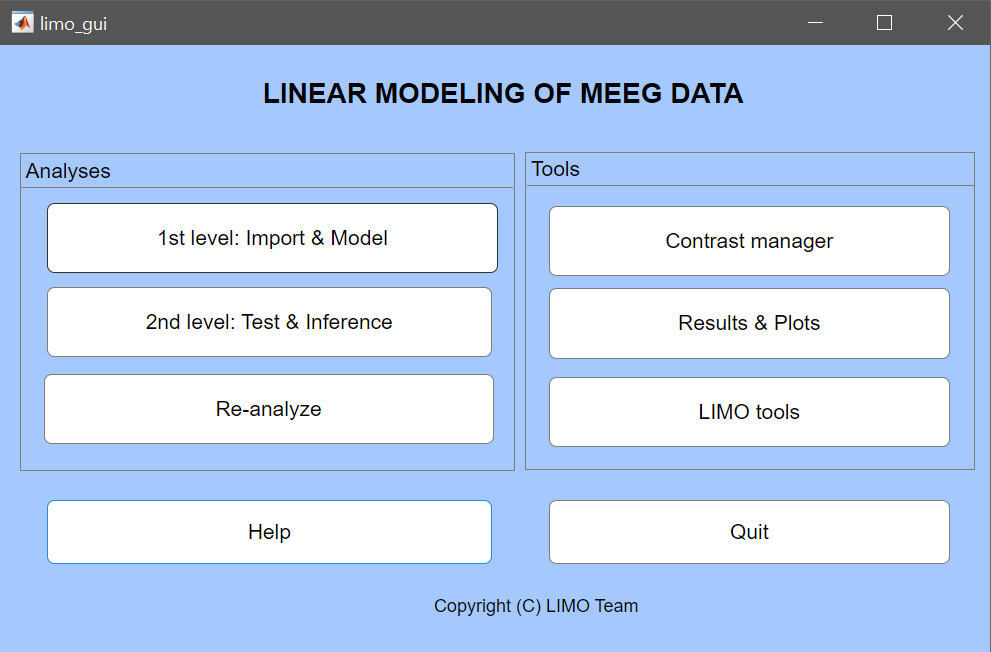 limo_gui
LINEAR MODELING OF MEEG DATA
Analyses
1st level: Import & Model
2nd level: Test & Inference
Re-analyze
Tools
Contrast manager
Results & Plots
LIMO tools
Help
Quit
Copyright (C) LIMO Team